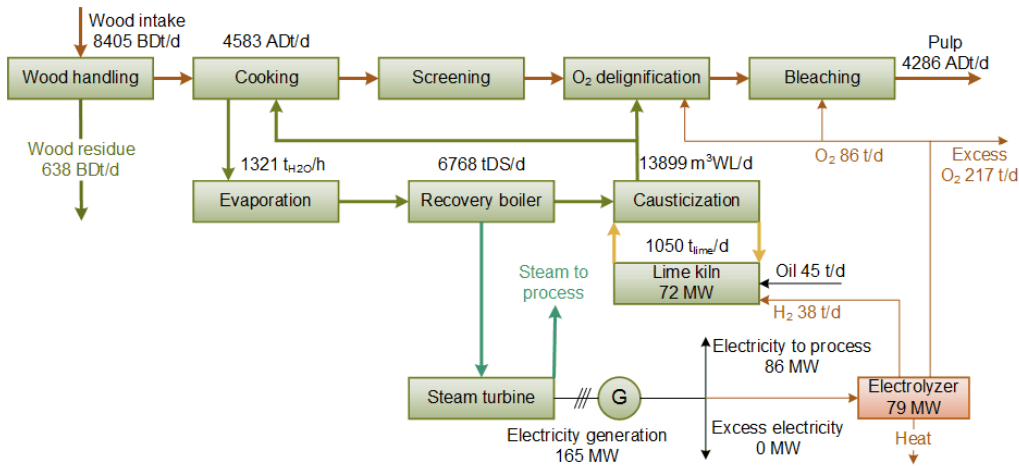 Wood intake
8405 BDt/d
4583 ADt/d
Pulp
4286 ADt/d
Wood handling
Cooking
Screening
O₂ delignification
Bleaching
Wood residue
638 BDt/d
1321 t_H2O/h
6768 tDS/d
13899 m³WL/d
O₂ 86 t/d
Excess
O₂ 217 t/d
Evaporation
Recovery boiler
Causticization
1050 t_lime/d
Steam to
process
Lime kiln
72 MW
Oil 45 t/d
H₂ 38 t/d
Electricity to process
86 MW
Steam turbine
G
Electrolyzer
79 MW
Electricity generation
165 MW
Excess electricity
0 MW
Heat